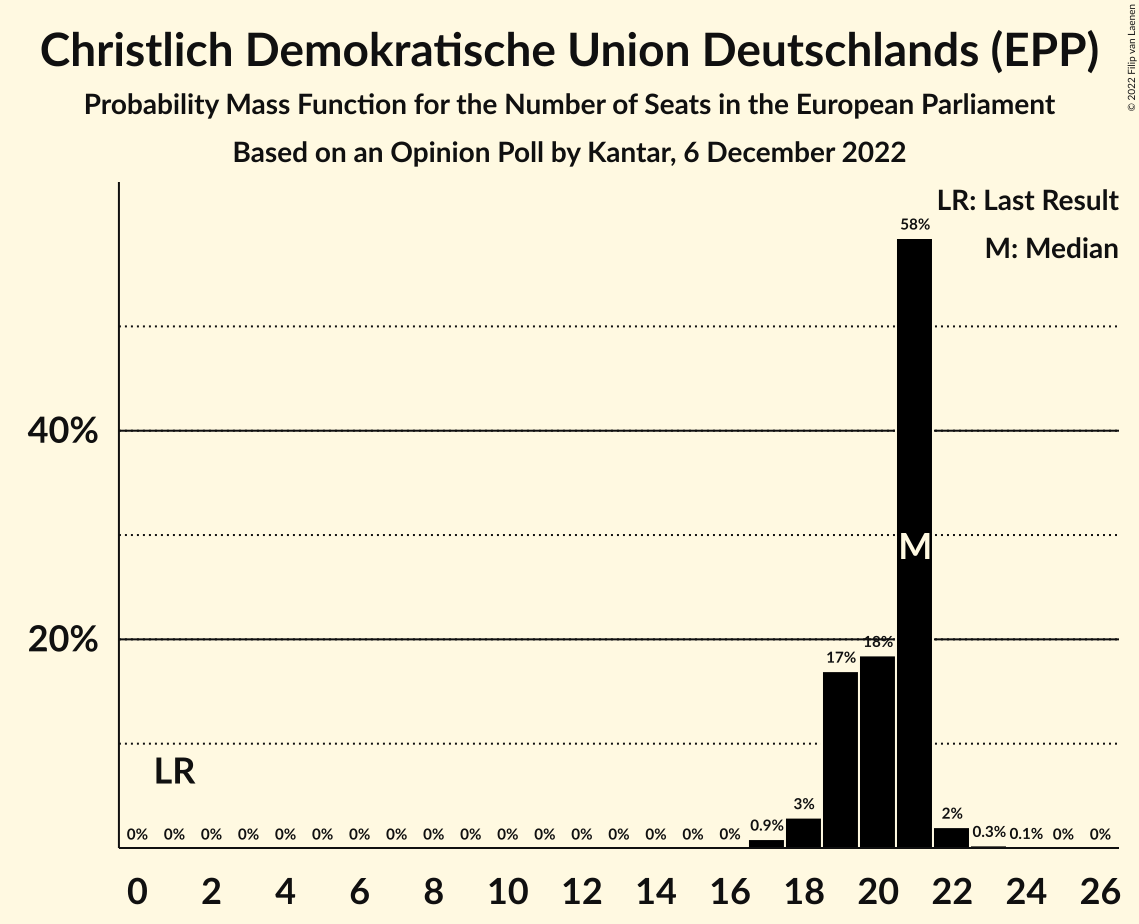 Christlich Demokratische Union Deutschlands (EPP)
Probability Mass Function for the Number of Seats in the European Parliament
Based on an Opinion Poll by Kantar, 6 December 2022
© 2022 Filip van Laenen
LR: Last Result
M: Median
58%
40%
M
20%
18%
17%
LR
0% 0% 0% 0% 0% 0% 0% 0% 0% 0% 0% 0% 0% 0% 0% 0% 0% 0.9% 3% 2% 0.3% 0.1% 0% 0%
0 2 4 6 8 10 12 14 16 18 20 22 24 26